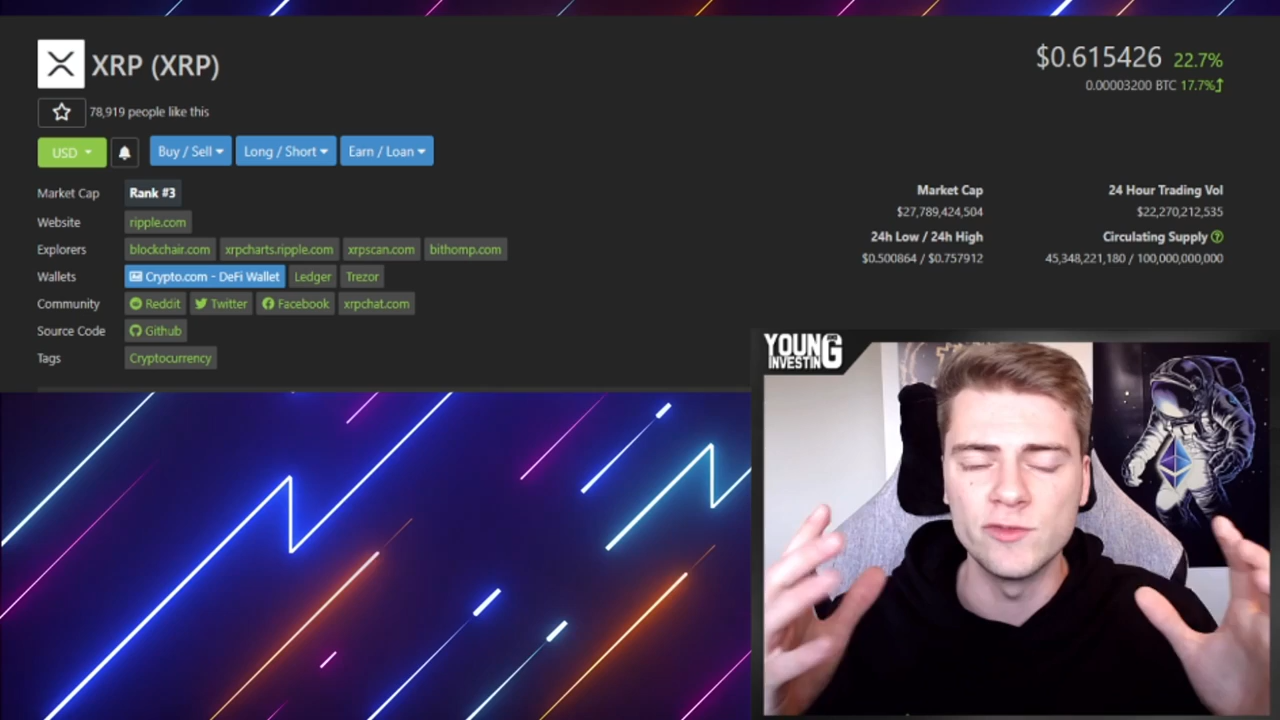 XRP (XRP)
$0.615426 22.7%
0.00003200 BTC 17.7%
78,919 people like this
USD Buy / Sell Long / Short Earn / Loan
Market Cap Rank #3
Website ripple.com
Explorers blockchair.com xrpcharts.ripple.com xrpscan.com bithomp.com
Wallets Crypto.com - DeFi Wallet Ledger Trezor
Community Reddit Twitter Facebook xrpchat.com
Source Code Github
Tags Cryptocurrency
Market Cap 24 Hour Trading Vol
$27,789,424,504 $22,270,212,535
24h Low / 24h High Circulating Supply
$0.500864 / $0.757912 45,348,221,180 / 100,000,000,000
YOUNG
INVESTING